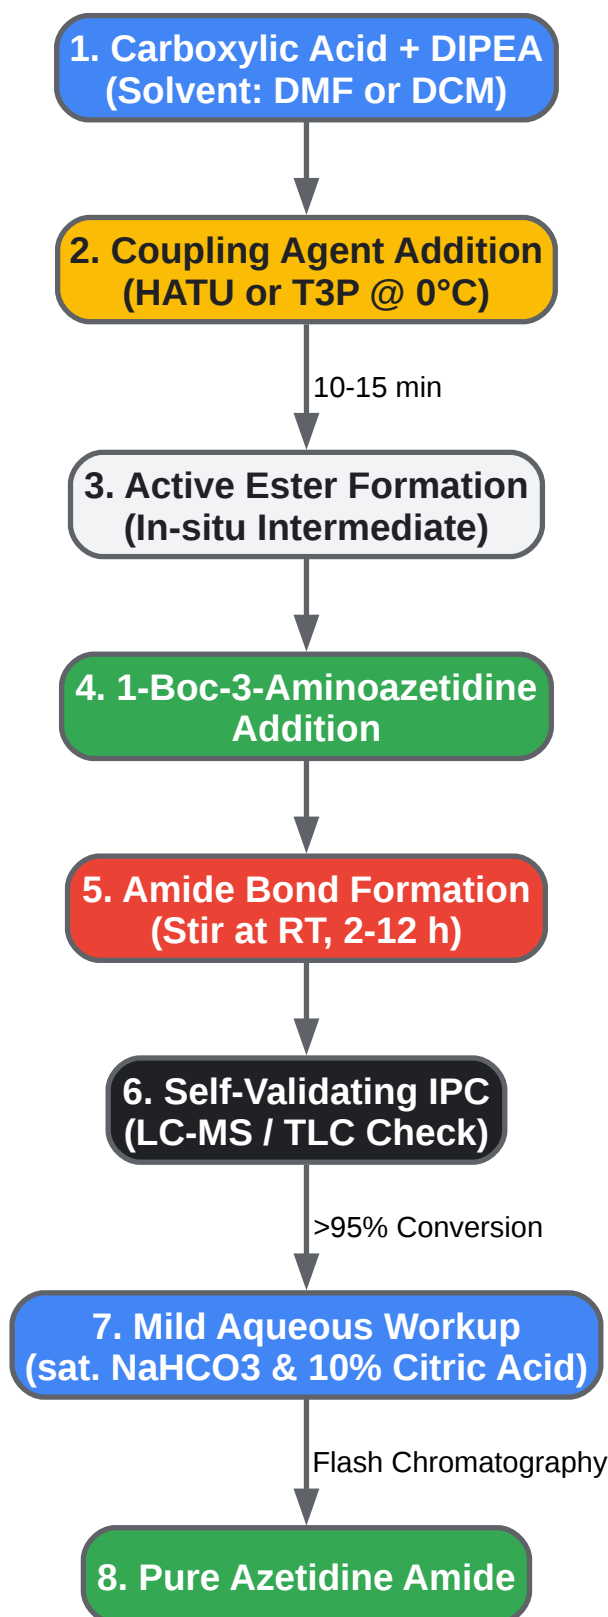 1. Carboxylic Acid + DIPEA
(Solvent: DMF or DCM)
2. Coupling Agent Addition
(HATU or T3P @ 0°C)
10-15 min
3. Active Ester Formation
(In-situ Intermediate)
4. 1-Boc-3-Aminoazetidine
Addition
5. Amide Bond Formation
(Stir at RT, 2-12 h)
6. Self-Validating IPC
(LC-MS / TLC Check)
>95% Conversion
7. Mild Aqueous Workup
(sat. NaHCO3 & 10% Citric Acid)
Flash Chromatography
8. Pure Azetidine Amide